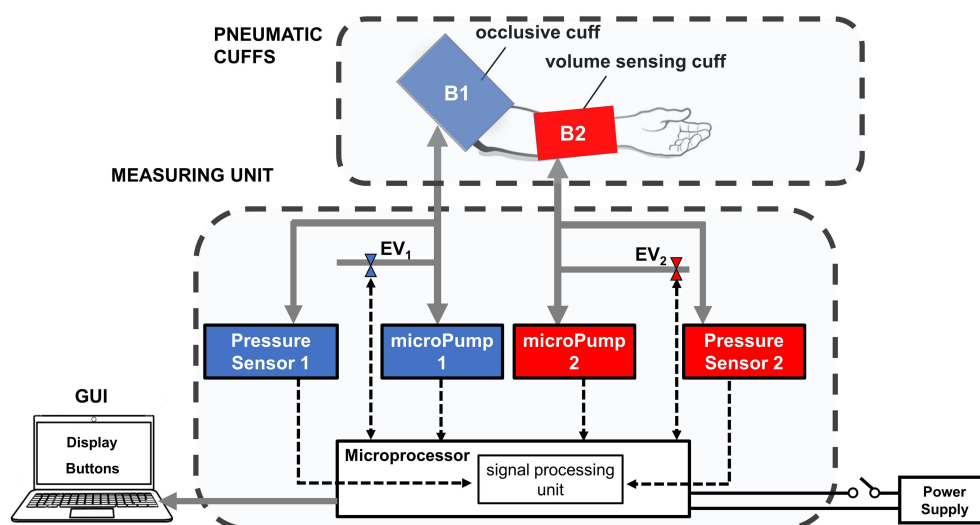 PNEUMATIC
CUFFS
occlusive cuff
volume sensing cuff
B1
B2
MEASURING UNIT
EV1
EV2
Pressure
Sensor 1
microPump
1
microPump
2
Pressure
Sensor 2
GUI
Display
Buttons
Microprocessor
signal processing
unit
Power
Supply